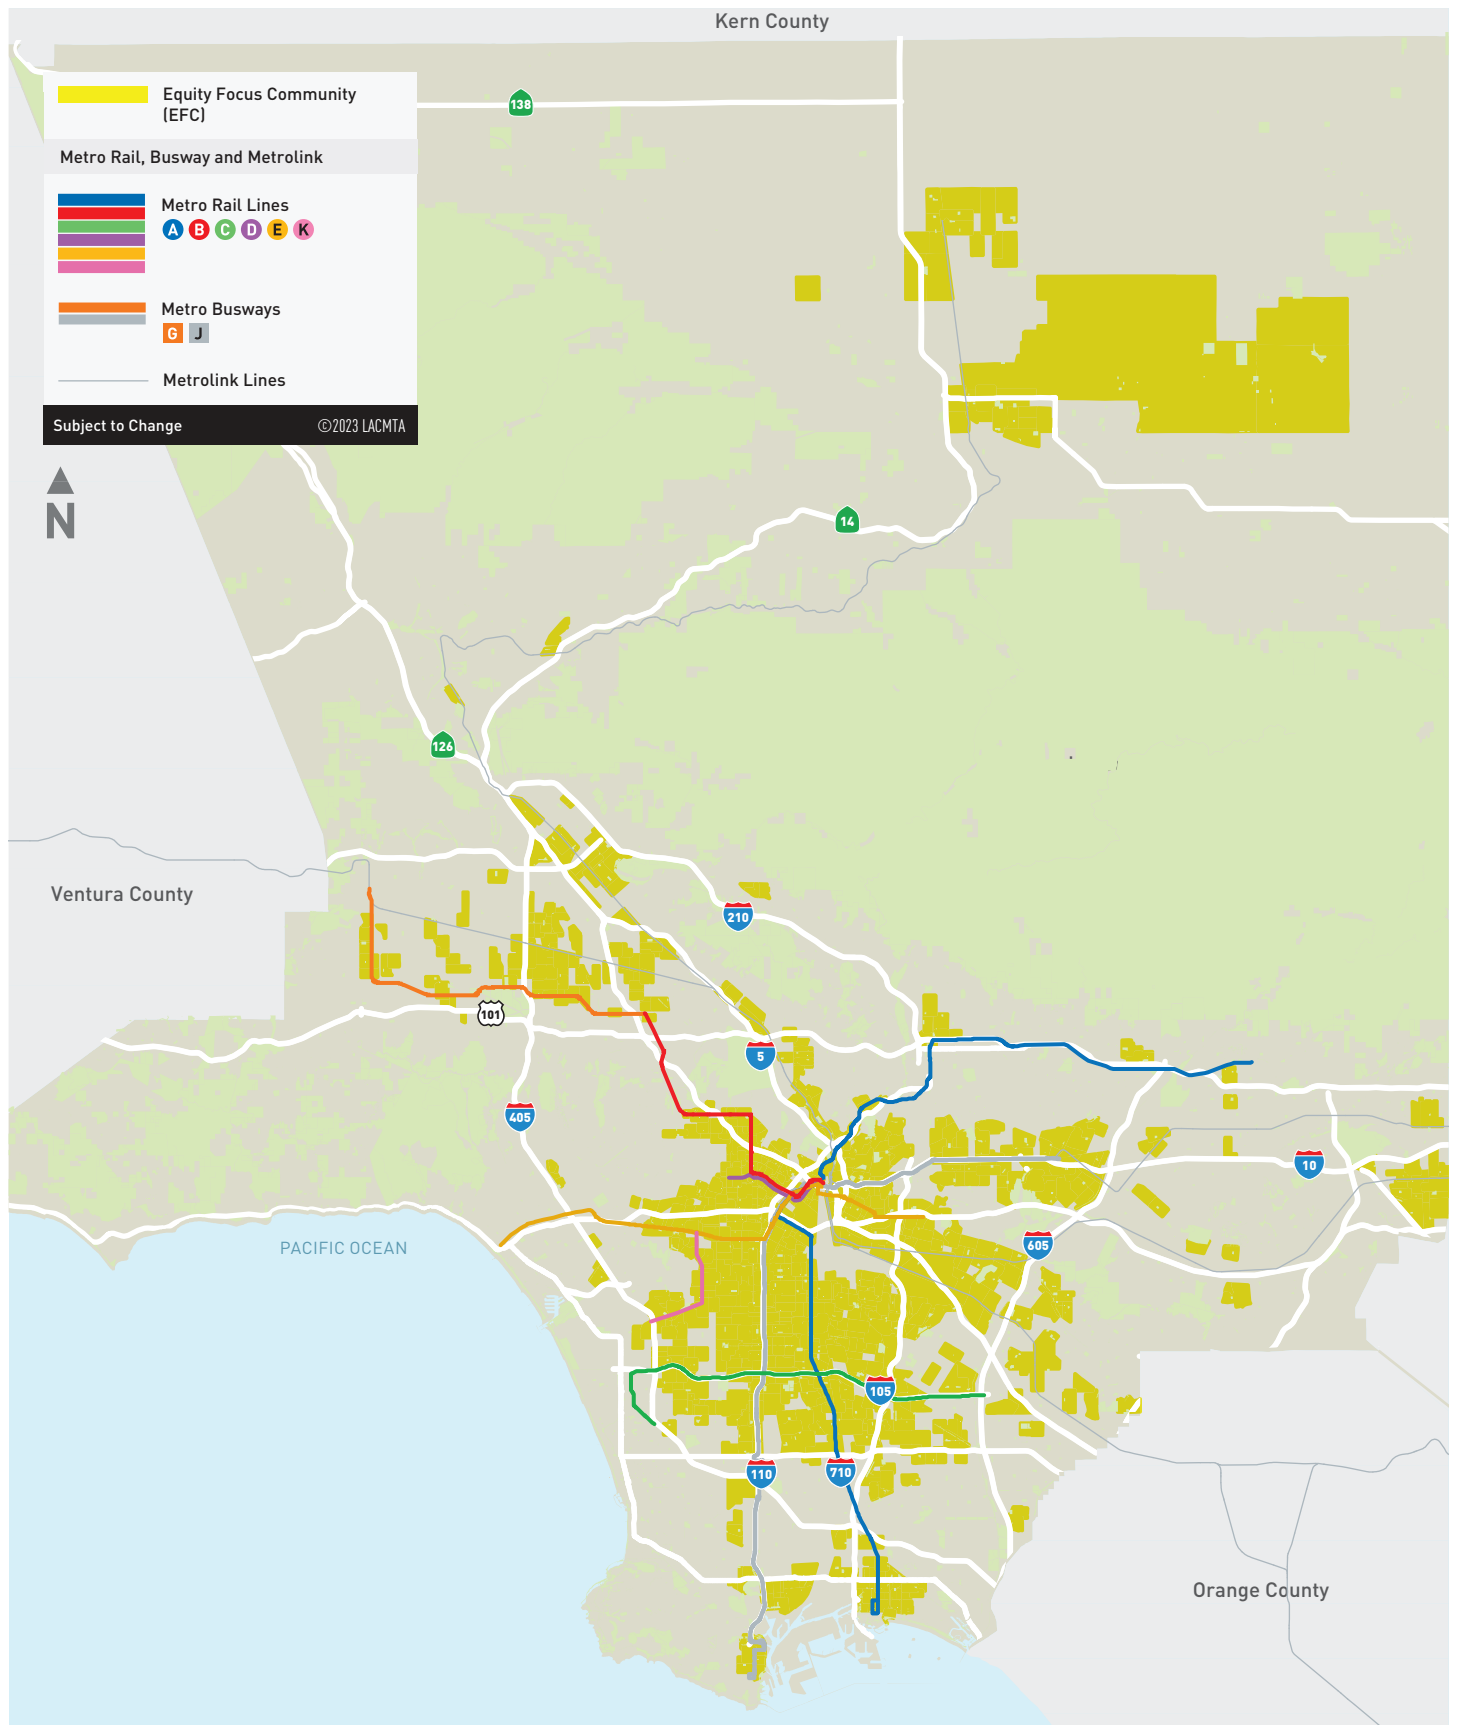 Kern County
Equity Focus Community
(EFC)
138
Metro Rail, Busway and Metrolink
Metro Rail Lines
A B C D E K
Metro Busways
G J
Metrolink Lines
Subject to Change ©2023 LACMTA
N
14
126
Ventura County
210
101
5
405
10
PACIFIC OCEAN
605
105
110
710
Orange County